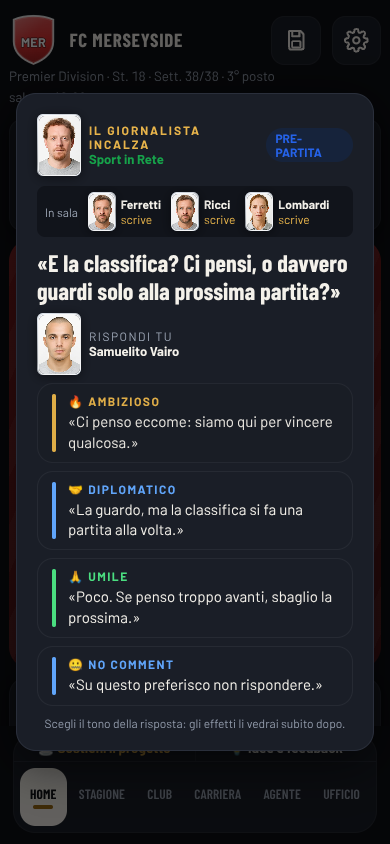 MER
FC MERSEYSIDE
Premier Division · St. 18 · Sett. 38/38 · 3º posto
IL GIORNALISTA
INCALZA
Sport in Rete
PRE-
PARTITA
In sala
Ferretti
scrive
Ricci
scrive
Lombardi
scrive
«E la classifica? Ci pensi, o davvero
guardi solo alla prossima partita?»
RISPONDI TU
Samuelito Vairo
🔥 AMBIZIOSO
«Ci penso eccome: siamo qui per vincere
qualcosa.»
🤝 DIPLOMATICO
«La guardo, ma la classifica si fa una
partita alla volta.»
🙏 UMILE
«Poco. Se penso troppo avanti, sbaglio la
prossima.»
🤐 NO COMMENT
«Su questo preferisco non rispondere.»
Scegli il tono della risposta: gli effetti li vedrai subito dopo.
HOME
STAGIONE
CLUB
CARRIERA
AGENTE
UFFICIO